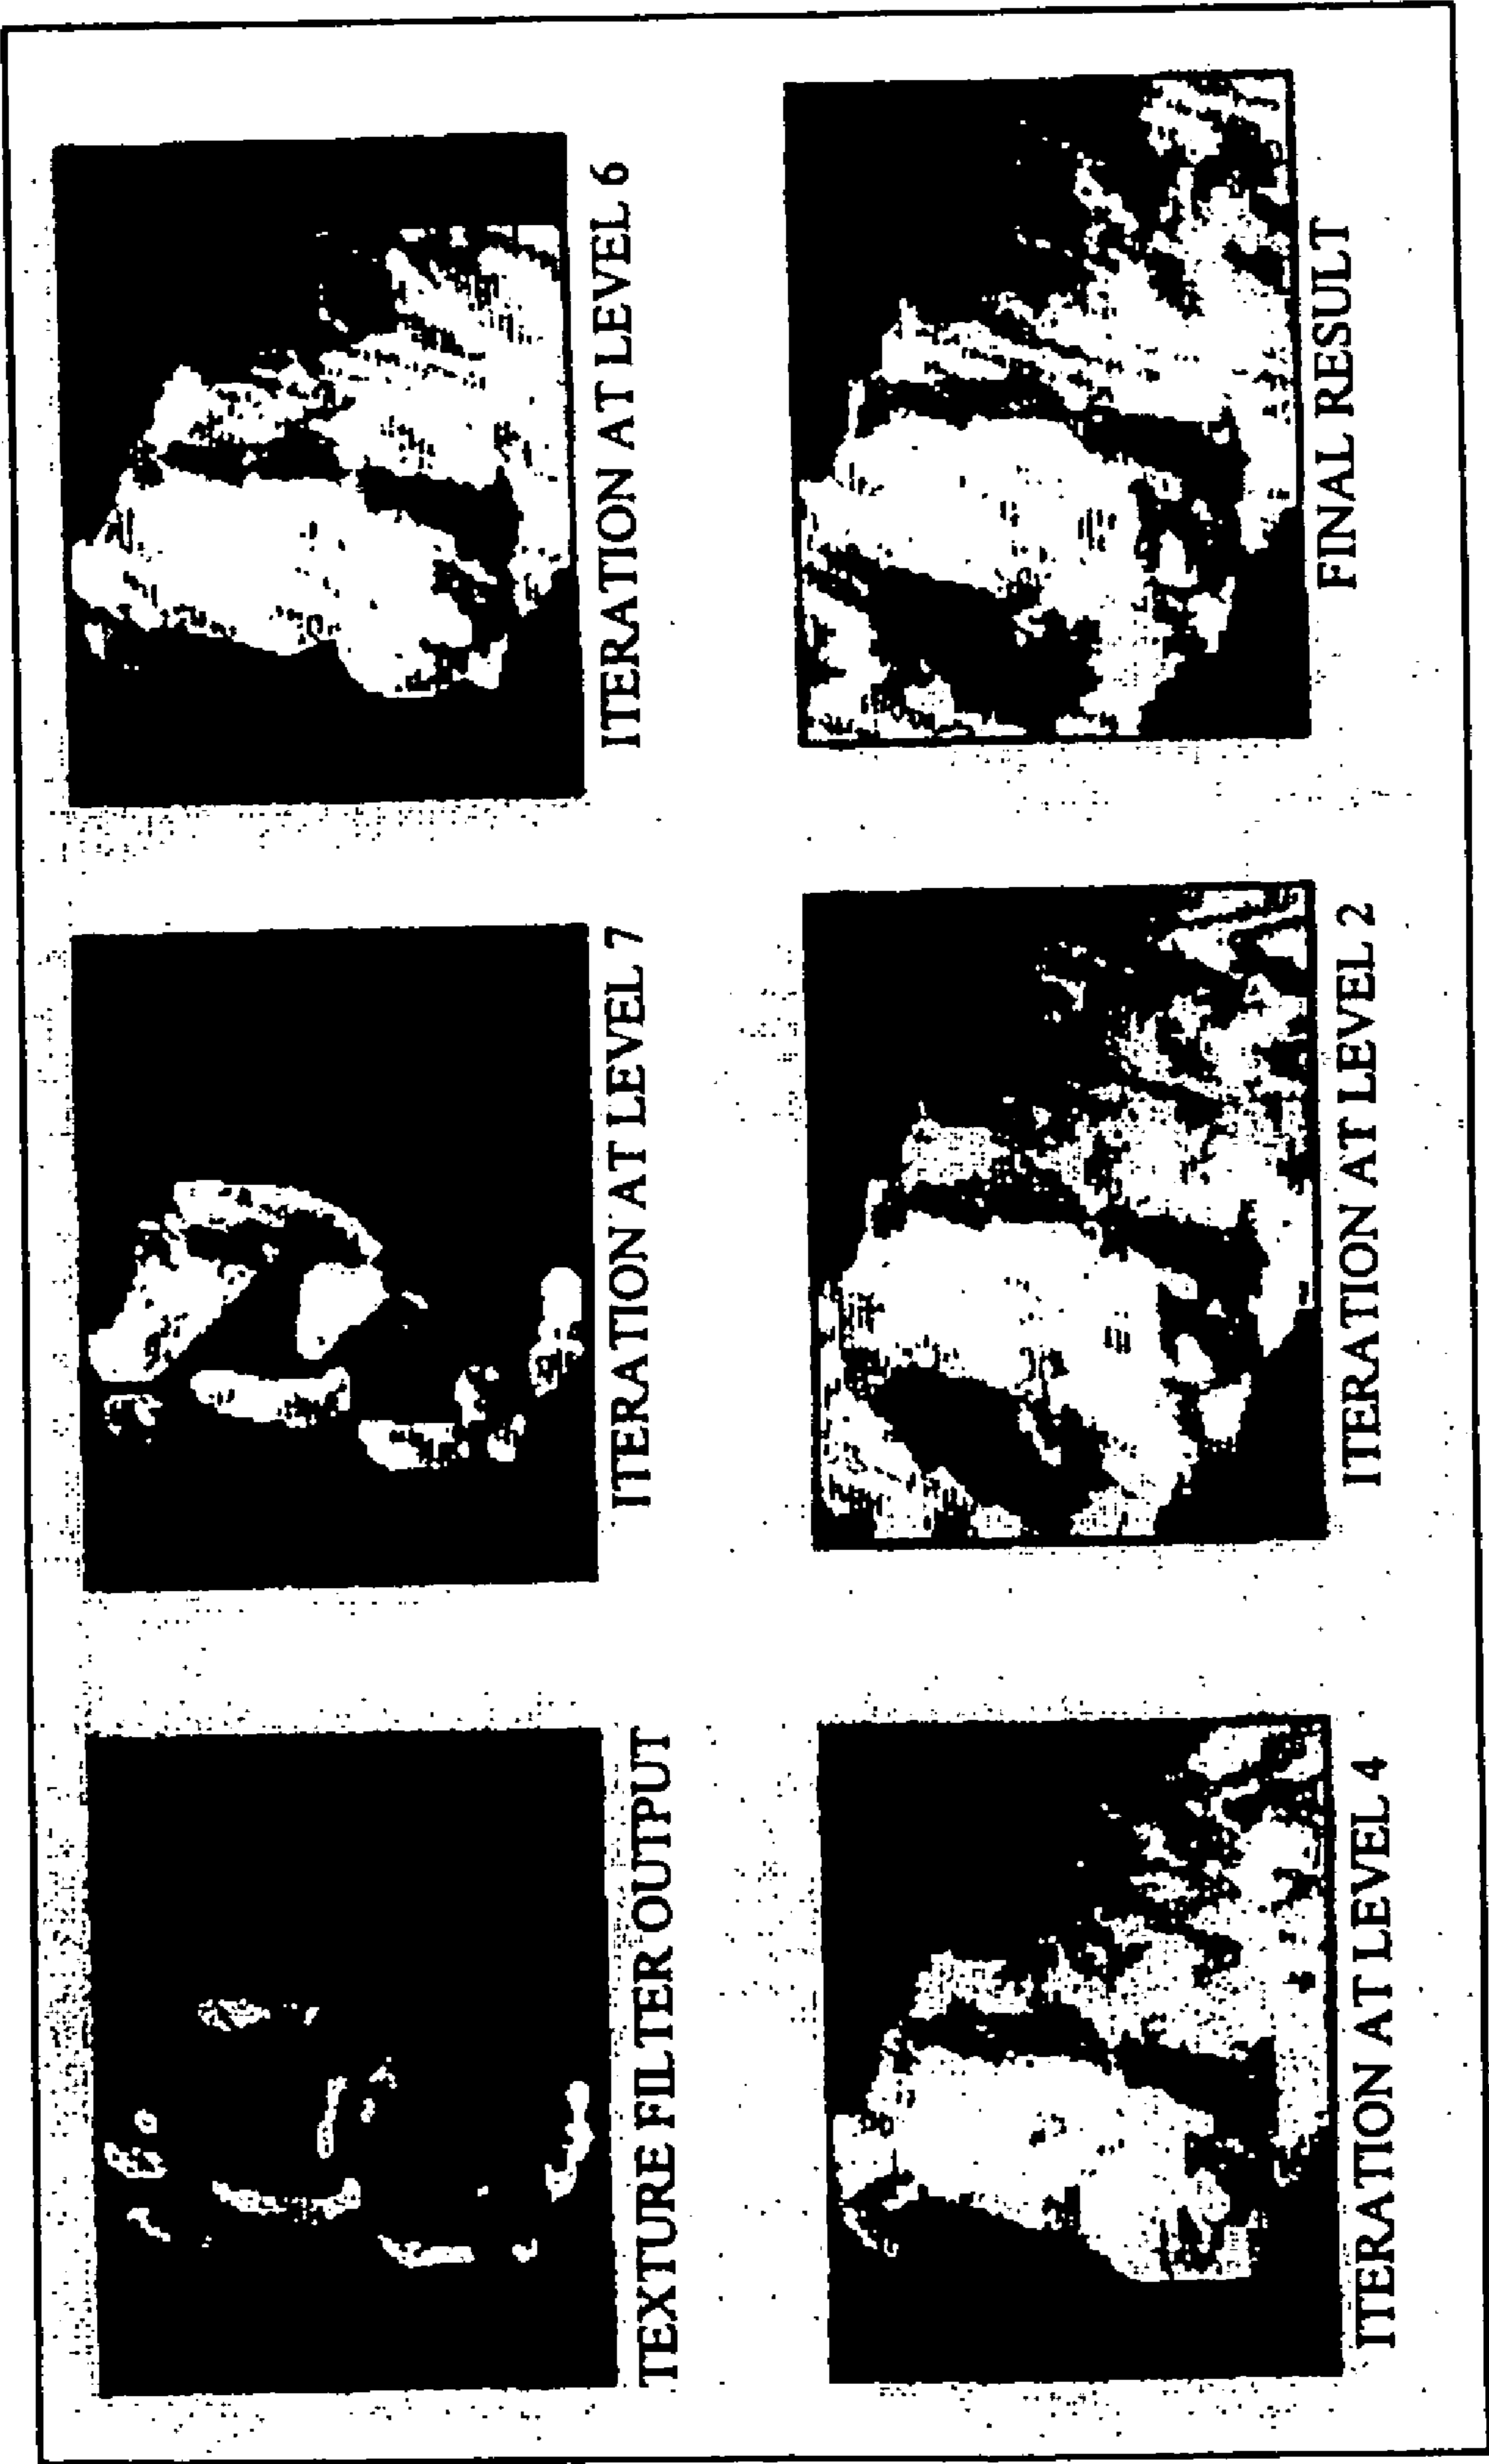 TEXTURE FILTER OUTPUT
ITERATION AT LEVEL 7
ITERATION AT LEVEL 6
ITERATION AT LEVEL 4
ITERATION AT LEVEL 2
FINAL RESULT